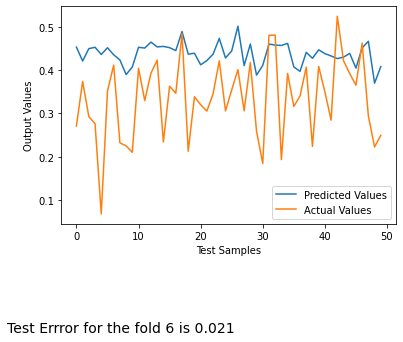 0.5
0.4
0.3
0.2
0.1
Output Values
0 10 20 30 40 50
Test Samples
Predicted Values
Actual Values
Test Errror for the fold 6 is 0.021